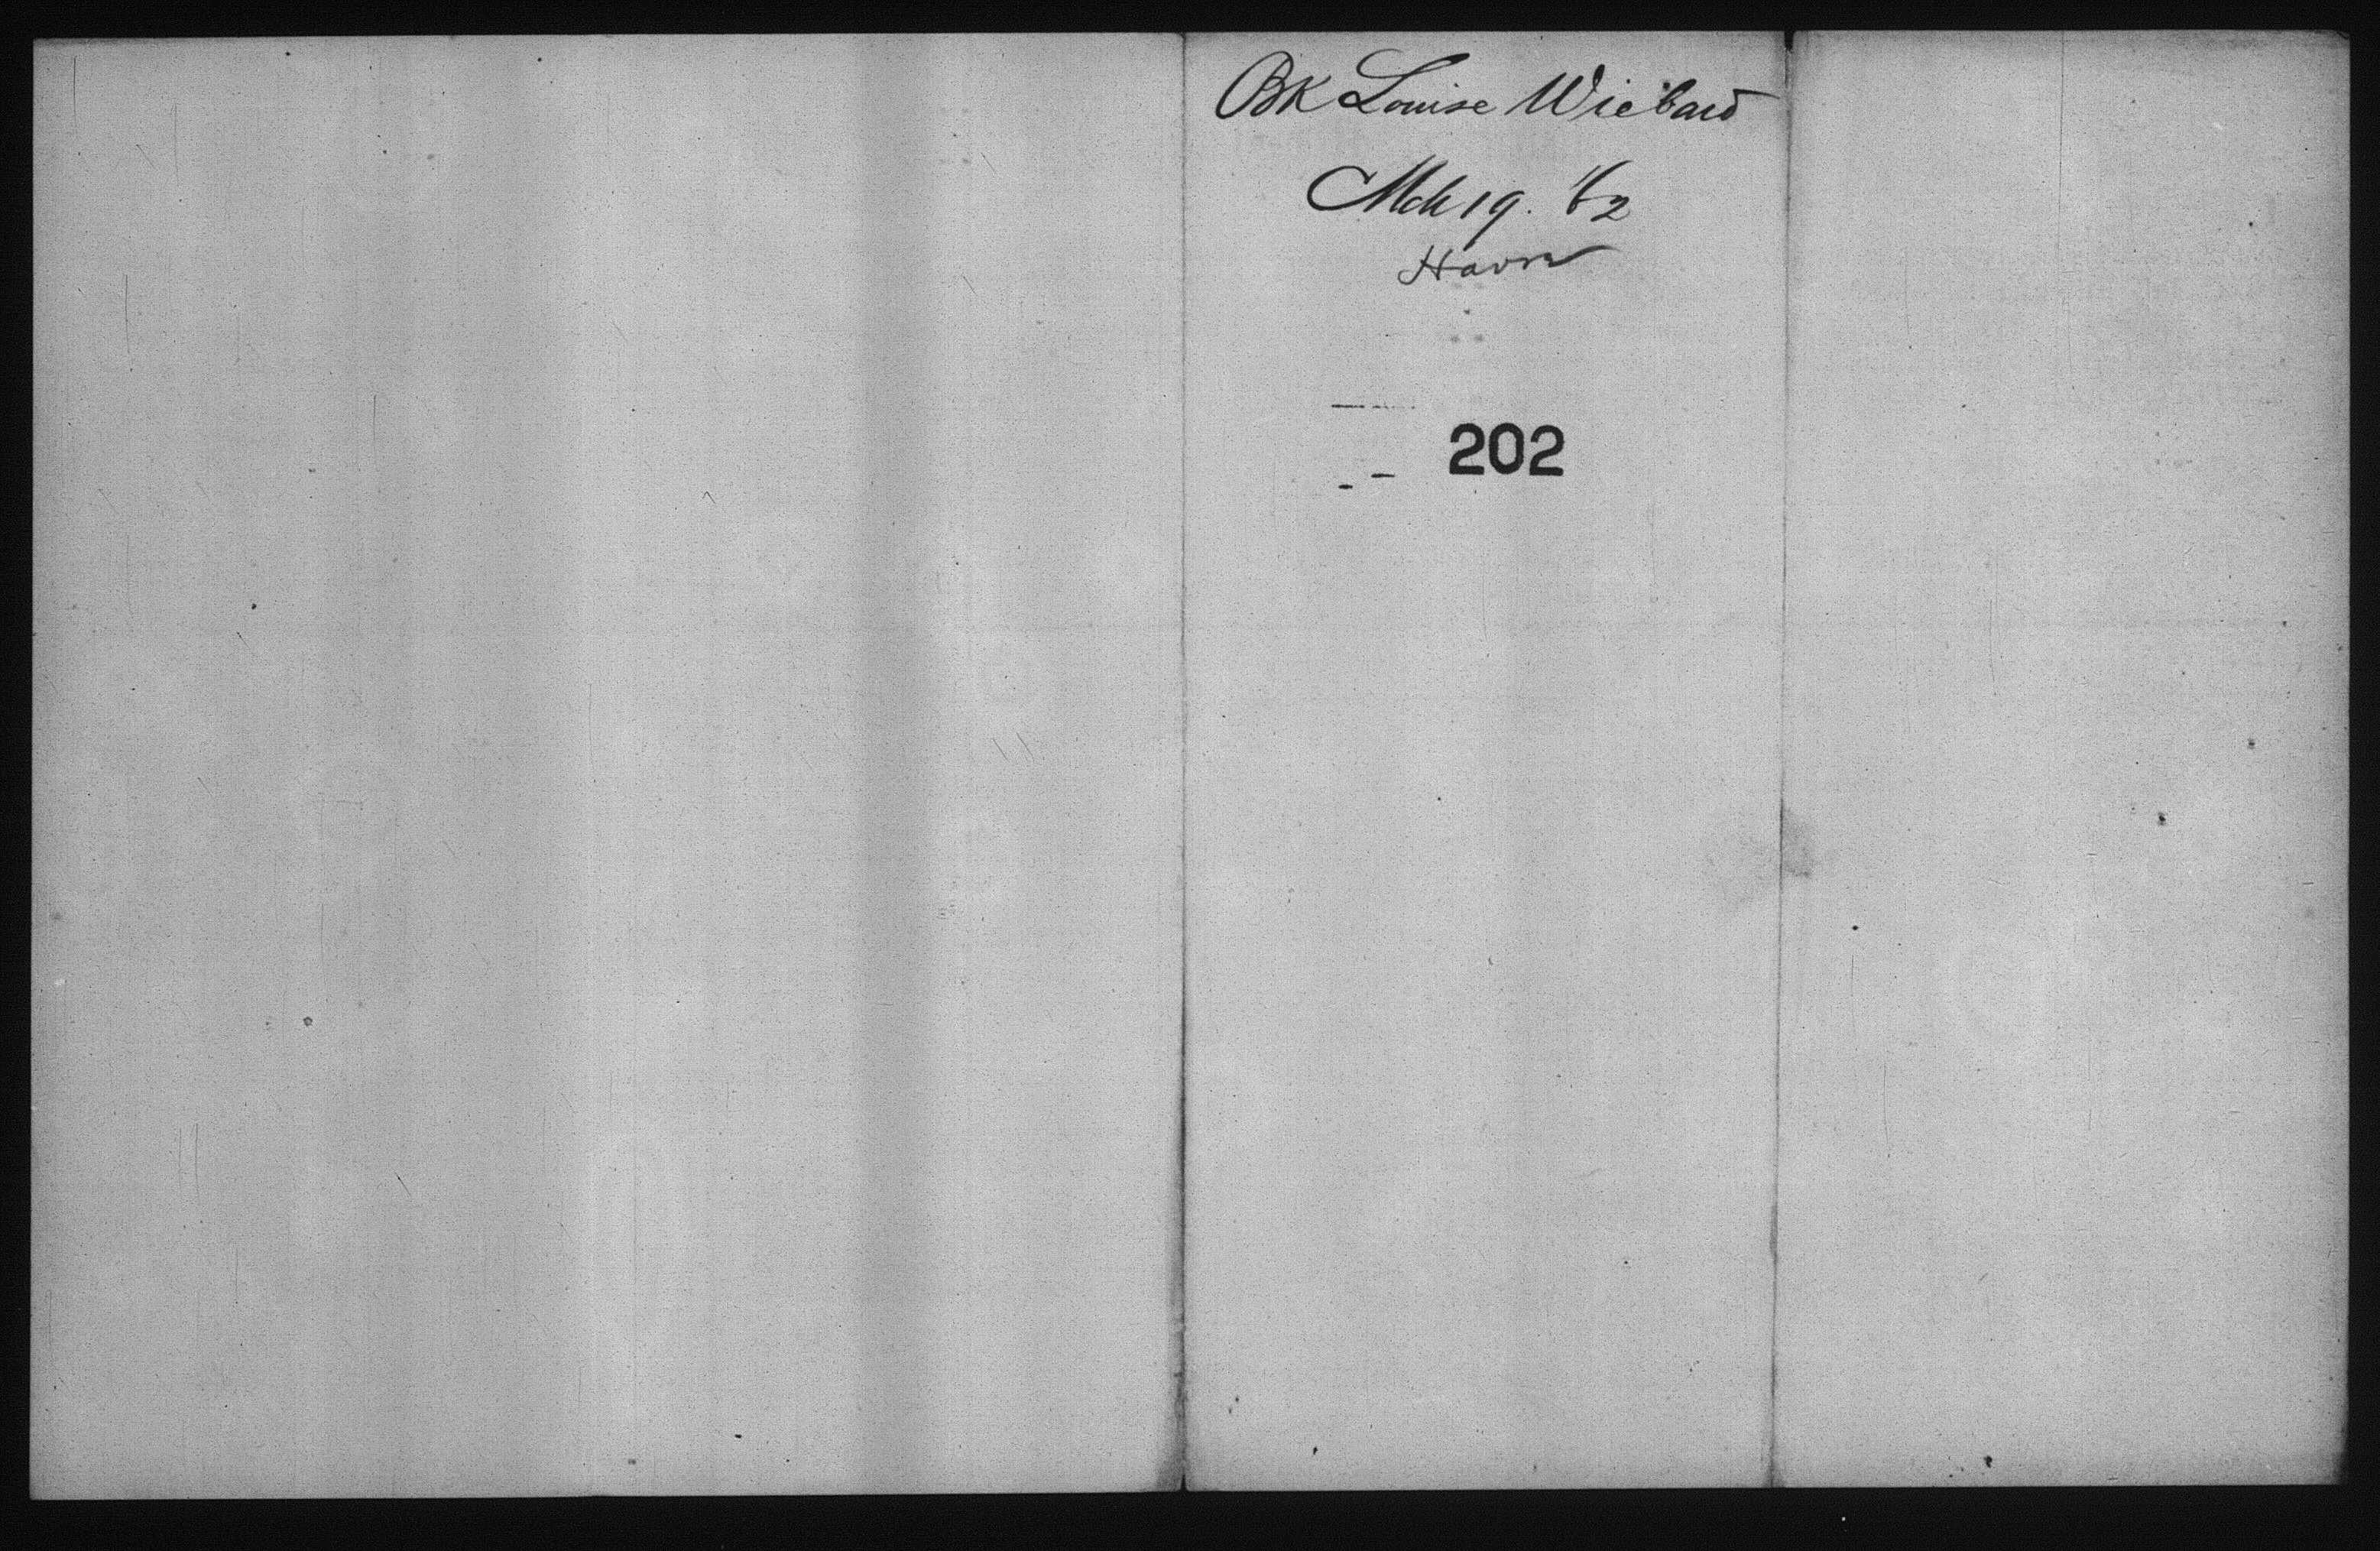 Bk Louise Wiebard
Mch 19. '62
Havre
202